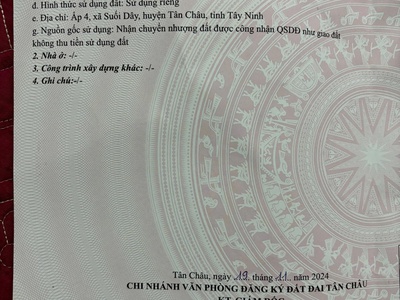 d. Hình thức sử dụng đất: Sử dụng riêng
e. Địa chỉ: Ấp 4, xã Suối Dây, huyện Tân Châu, tỉnh Tây Ninh
g. Nguồn gốc sử dụng: Nhận chuyển nhượng đất được công nhận QSDĐ như giao đất
không thu tiền sử dụng đất
2. Nhà ở: -/-
3. Công trình xây dựng khác: -/-
4. Ghi chú:-/-
Tân Châu, ngày 19 tháng 11 năm 2024
CHI NHÁNH VĂN PHÒNG ĐĂNG KÝ ĐẤT ĐAI TÂN CHÂU
KT. GIÁM ĐỐC